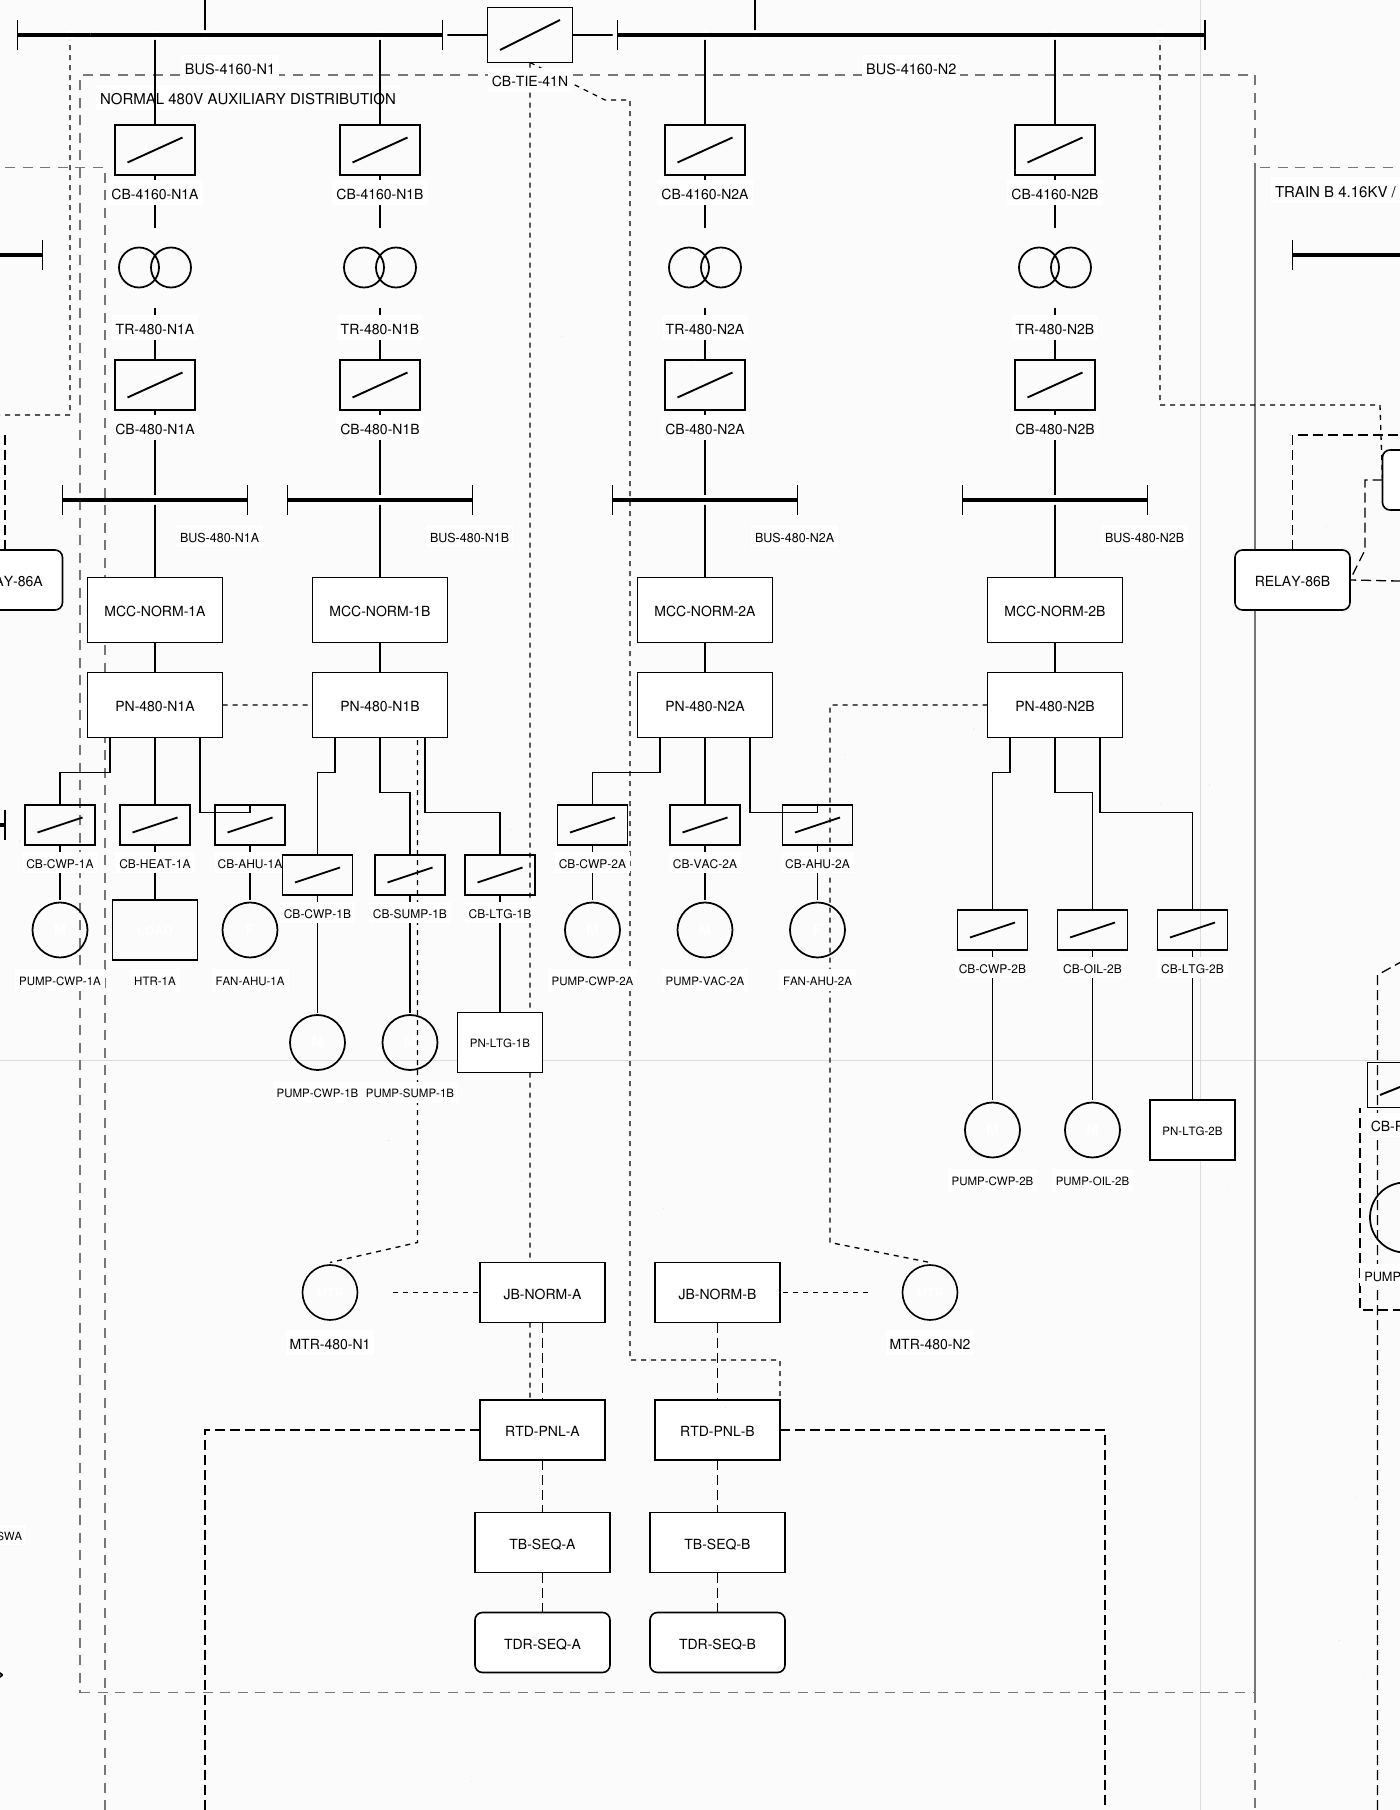 BUS-4160-N1
CB-TIE-41N
BUS-4160-N2
NORMAL 480V AUXILIARY DISTRIBUTION
CB-4160-N1A
CB-4160-N1B
CB-4160-N2A
CB-4160-N2B
TRAIN B 4.16KV /
TR-480-N1A
TR-480-N1B
TR-480-N2A
TR-480-N2B
CB-480-N1A
CB-480-N1B
CB-480-N2A
CB-480-N2B
BUS-480-N1A
BUS-480-N1B
BUS-480-N2A
BUS-480-N2B
AY-86A
RELAY-86B
MCC-NORM-1A
MCC-NORM-1B
MCC-NORM-2A
MCC-NORM-2B
PN-480-N1A
PN-480-N1B
PN-480-N2A
PN-480-N2B
CB-CWP-1A
CB-HEAT-1A
CB-AHU-1A
CB-CWP-2A
CB-VAC-2A
CB-AHU-2A
CB-CWP-1B
CB-SUMP-1B
CB-LTG-1B
CB-CWP-2B
CB-OIL-2B
CB-LTG-2B
PUMP-CWP-1A
HTR-1A
FAN-AHU-1A
PUMP-CWP-2A
PUMP-VAC-2A
FAN-AHU-2A
PN-LTG-1B
PUMP-CWP-1B
PUMP-SUMP-1B
CB-F
PN-LTG-2B
PUMP-CWP-2B
PUMP-OIL-2B
PUMP
JB-NORM-A
JB-NORM-B
MTR-480-N1
MTR-480-N2
RTD-PNL-A
RTD-PNL-B
SWA
TB-SEQ-A
TB-SEQ-B
TDR-SEQ-A
TDR-SEQ-B